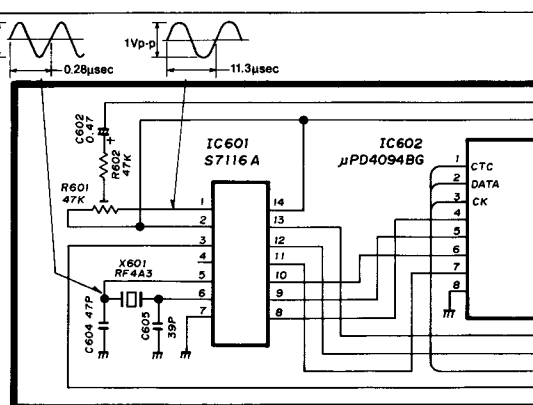 1Vp-p
0.28μsec
11.3μsec
C602
0.47
+
R602
47K
R601
47K
IC601
S7116A
IC602
μPD4094BG
1
2
3
4
5
6
7
14
13
12
11
10
9
8
1
2
3
4
5
6
7
8
CTC
DATA
CK
X601
RF4A3
C604 47P
C605
39P